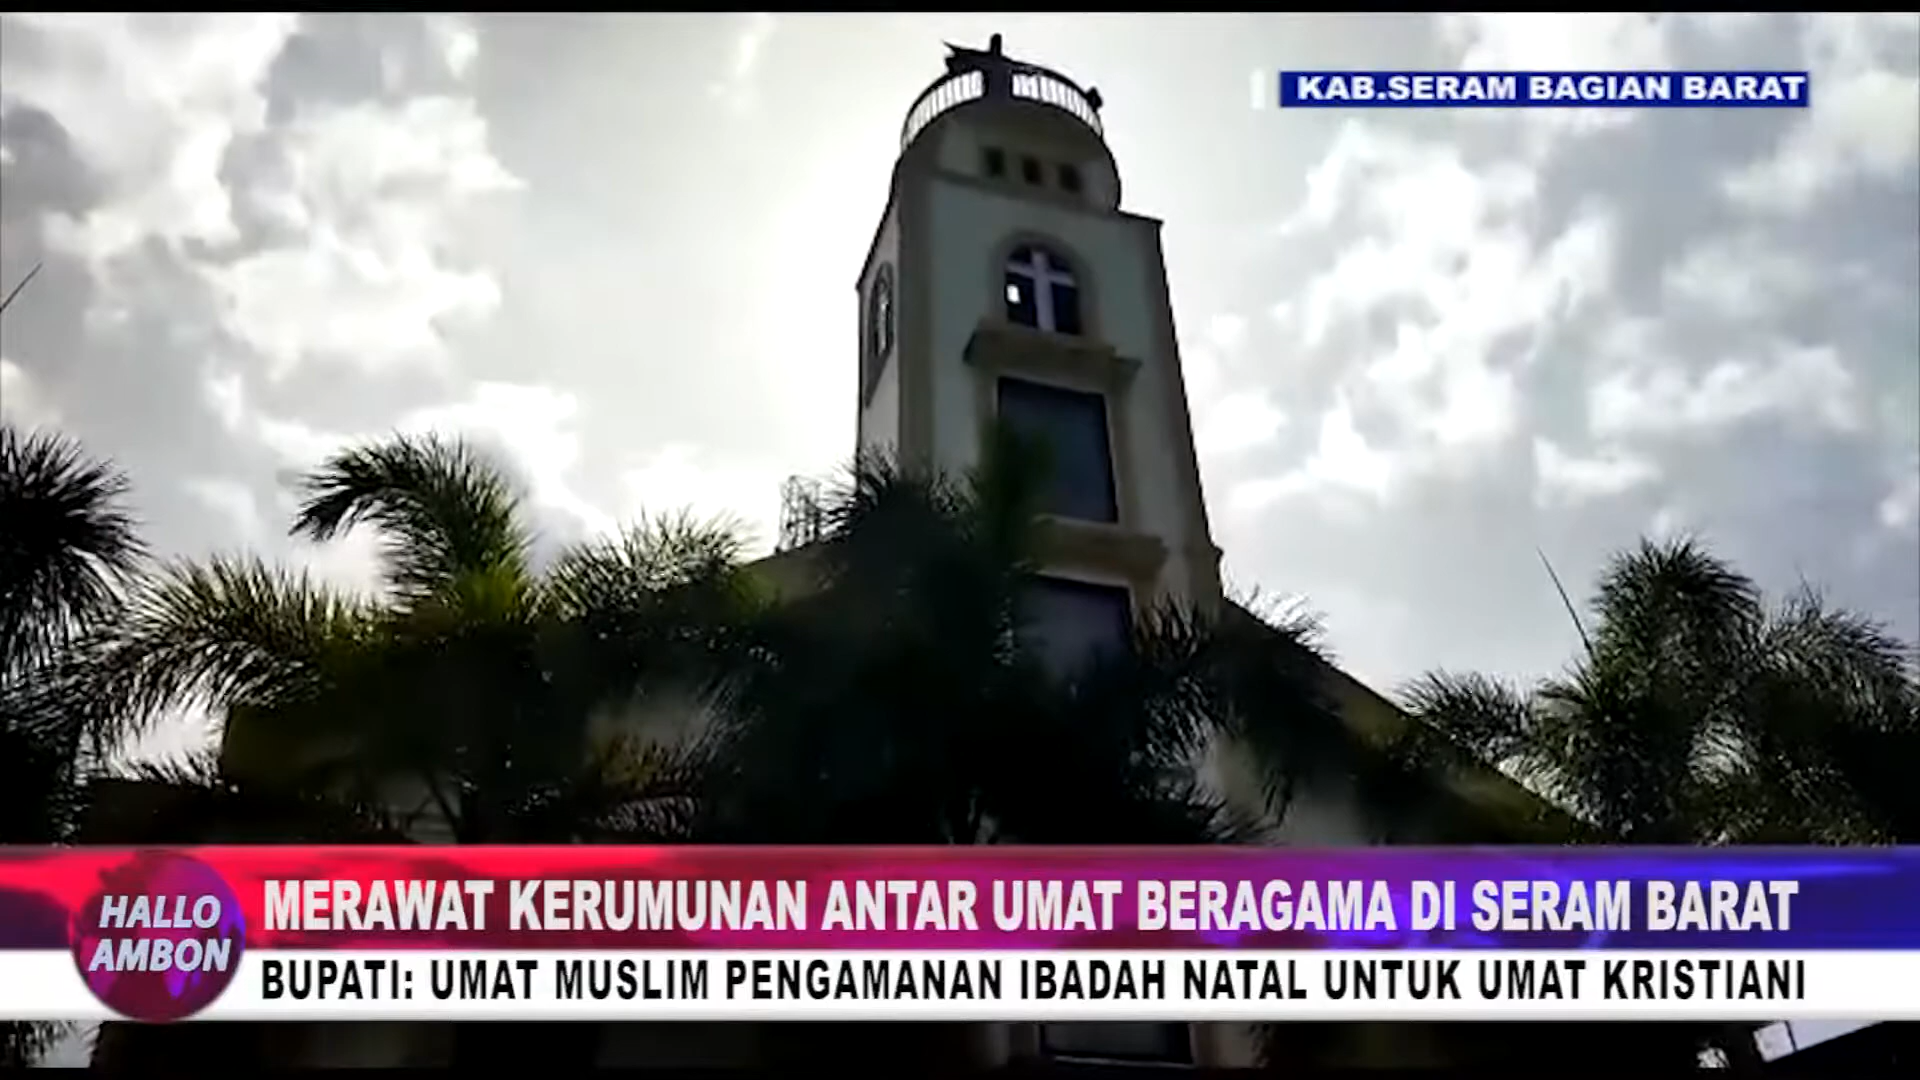 KAB.SERAM BAGIAN BARAT
HALLO
AMBON
MERAWAT KERUMUNAN ANTAR UMAT BERAGAMA DI SERAM BARAT
BUPATI: UMAT MUSLIM PENGAMANAN IBADAH NATAL UNTUK UMAT KRISTIANI